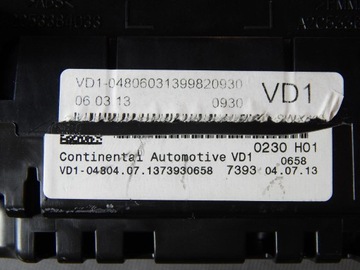 VD1-04806031399820930
06 03 13 0930 VD1
0230 H01
Continental Automotive VD1 0658
VD1-04804.07.1373930658 7393 04.07.13